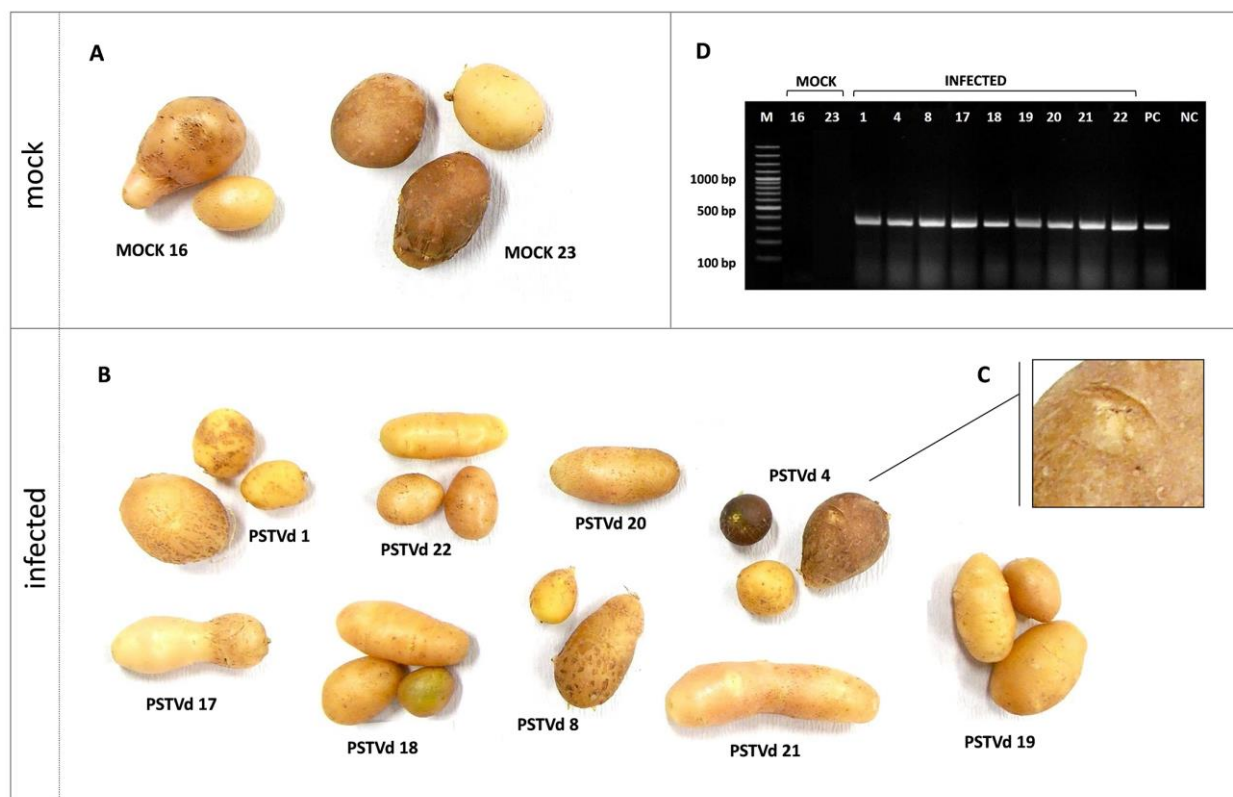 mock
A
MOCK 16
MOCK 23
D
MOCK
INFECTED
M 16 23 1 4 8 17 18 19 20 21 22 PC NC
1000 bp
500 bp
100 bp
infected
B
PSTVd 1
PSTVd 22
PSTVd 20
PSTVd 4
C
PSTVd 17
PSTVd 18
PSTVd 8
PSTVd 21
PSTVd 19